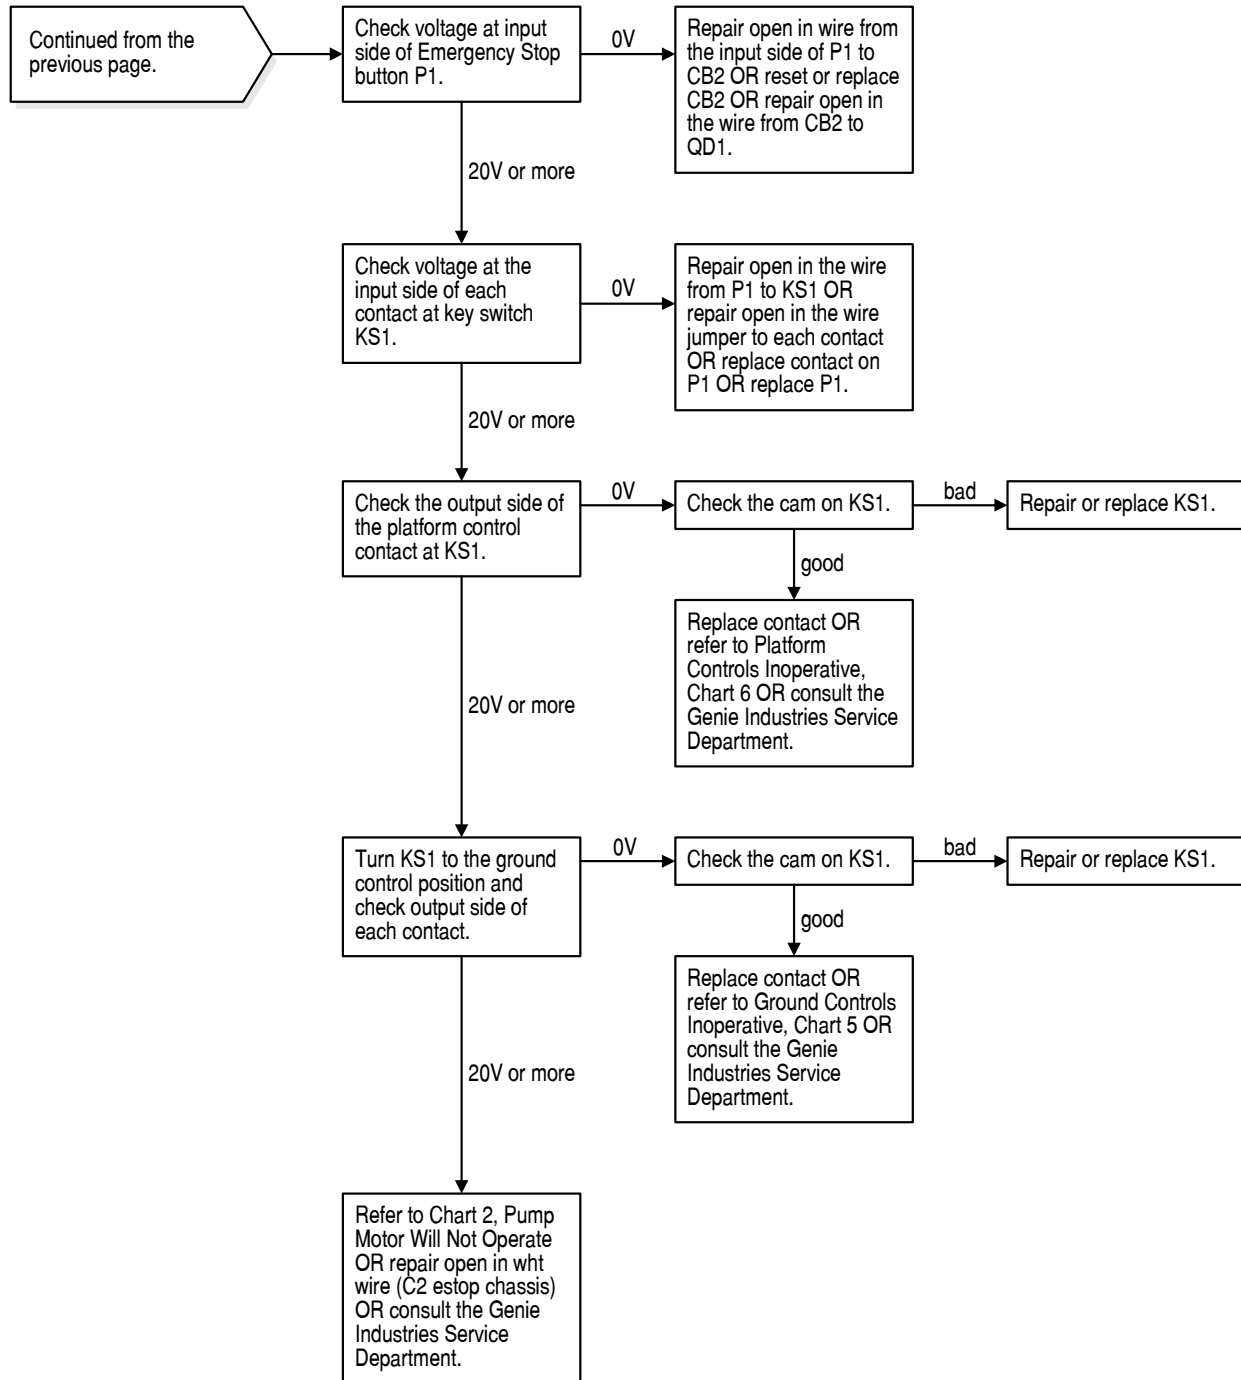 Continued from the
previous page.
Check voltage at input
side of Emergency Stop
button P1.
0V
Repair open in wire from
the input side of P1 to
CB2 OR reset or replace
CB2 OR repair open in
the wire from CB2 to
QD1.
20V or more
Check voltage at the
input side of each
contact at key switch
KS1.
0V
Repair open in the wire
from P1 to KS1 OR
repair open in the wire
jumper to each contact
OR replace contact on
P1 OR replace P1.
20V or more
Check the output side of
the platform control
contact at KS1.
0V
Check the cam on KS1.
bad
Repair or replace KS1.
good
Replace contact OR
refer to Platform
Controls Inoperative,
Chart 6 OR consult the
Genie Industries Service
Department.
20V or more
Turn KS1 to the ground
control position and
check output side of
each contact.
0V
Check the cam on KS1.
bad
Repair or replace KS1.
good
Replace contact OR
refer to Ground Controls
Inoperative, Chart 5 OR
consult the Genie
Industries Service
Department.
20V or more
Refer to Chart 2, Pump
Motor Will Not Operate
OR repair open in wht
wire (C2 estop chassis)
OR consult the Genie
Industries Service
Department.